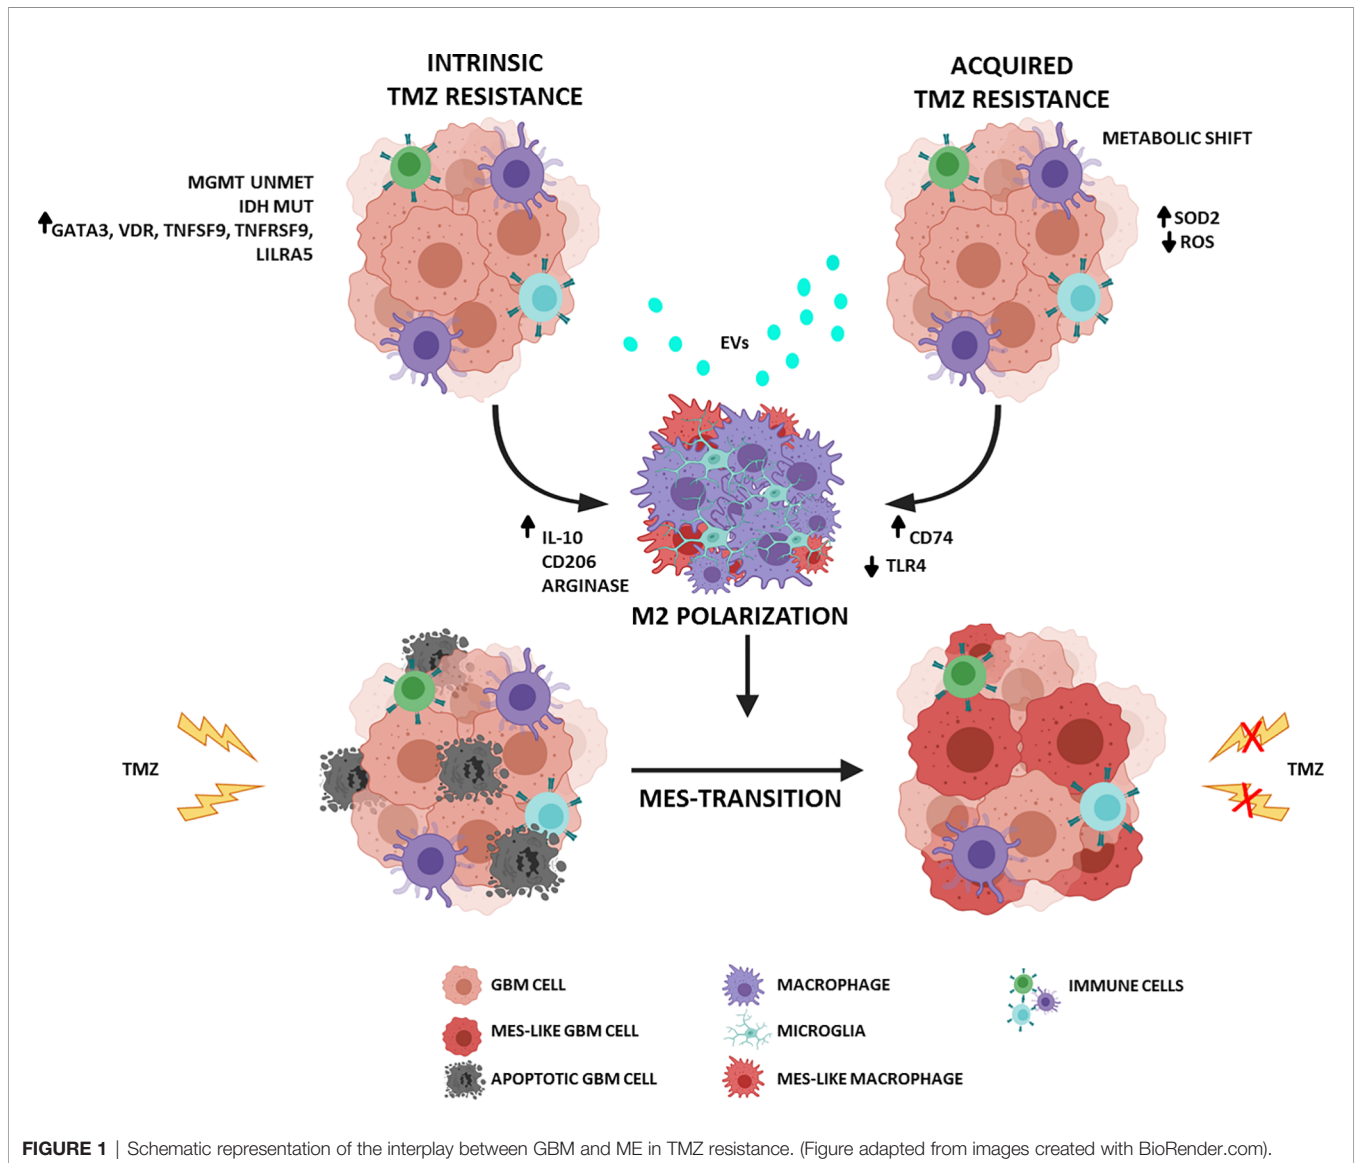 INTRINSIC
TMZ RESISTANCE
ACQUIRED
TMZ RESISTANCE
METABOLIC SHIFT
MGMT UNMET
IDH MUT
GATA3, VDR, TNFSF9, TNFRSF9,
LILRA5
SOD2
ROS
EVs
IL-10
CD206
ARGINASE
CD74
TLR4
M2 POLARIZATION
TMZ
MES-TRANSITION
TMZ
GBM CELL
MES-LIKE GBM CELL
APOPTOTIC GBM CELL
MACROPHAGE
MICROGLIA
MES-LIKE MACROPHAGE
IMMUNE CELLS
FIGURE 1 | Schematic representation of the interplay between GBM and ME in TMZ resistance. (Figure adapted from images created with BioRender.com).